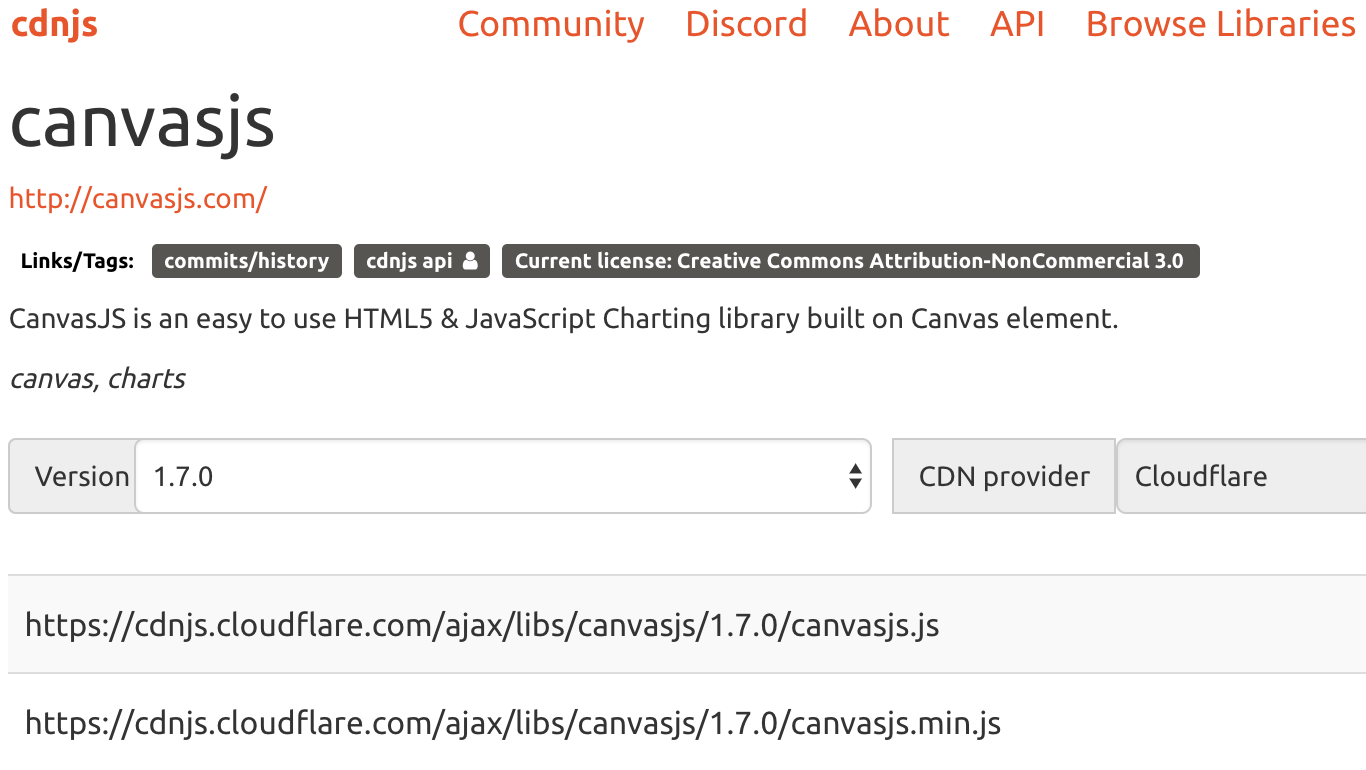 cdnjs Community Discord About API Browse Libraries
canvasjs
http://canvasjs.com/
Links/Tags: commits/history cdnjs api Current license: Creative Commons Attribution-NonCommercial 3.0
CanvasJS is an easy to use HTML5 & JavaScript Charting library built on Canvas element.
canvas, charts
Version 1.7.0 CDN provider Cloudflare
https://cdnjs.cloudflare.com/ajax/libs/canvasjs/1.7.0/canvasjs.js
https://cdnjs.cloudflare.com/ajax/libs/canvasjs/1.7.0/canvasjs.min.js